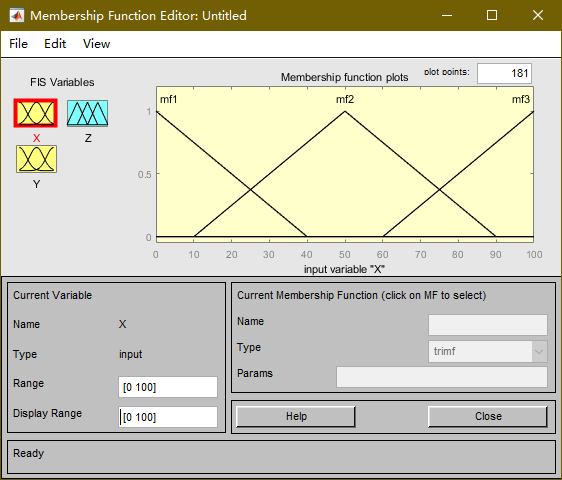 Membership Function Editor: Untitled
File Edit View
FIS Variables
X
Z
Y
Membership function plots
plot points:
181
mf1
mf2
mf3
1
0.5
0
0 10 20 30 40 50 60 70 80 90 100
input variable "X"
Current Variable
Name X
Type input
Range [0 100]
Display Range [0 100]
Current Membership Function (click on MF to select)
Name
Type trimf
Params
Help
Close
Ready